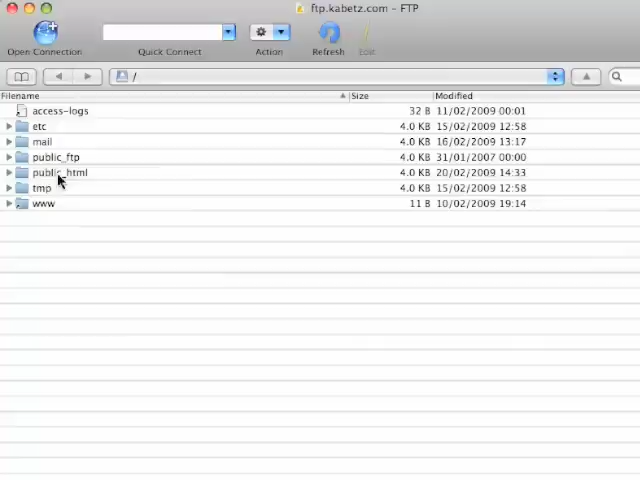 ftp.kabetz.com – FTP
Open Connection Quick Connect Action Refresh Edit
/
Filename Size Modified
access-logs 32 B 11/02/2009 00:01
etc 4.0 KB 15/02/2009 12:58
mail 4.0 KB 16/02/2009 13:17
public_ftp 4.0 KB 31/01/2007 00:00
public_html 4.0 KB 20/02/2009 14:33
tmp 4.0 KB 15/02/2009 12:58
www 11 B 10/02/2009 19:14